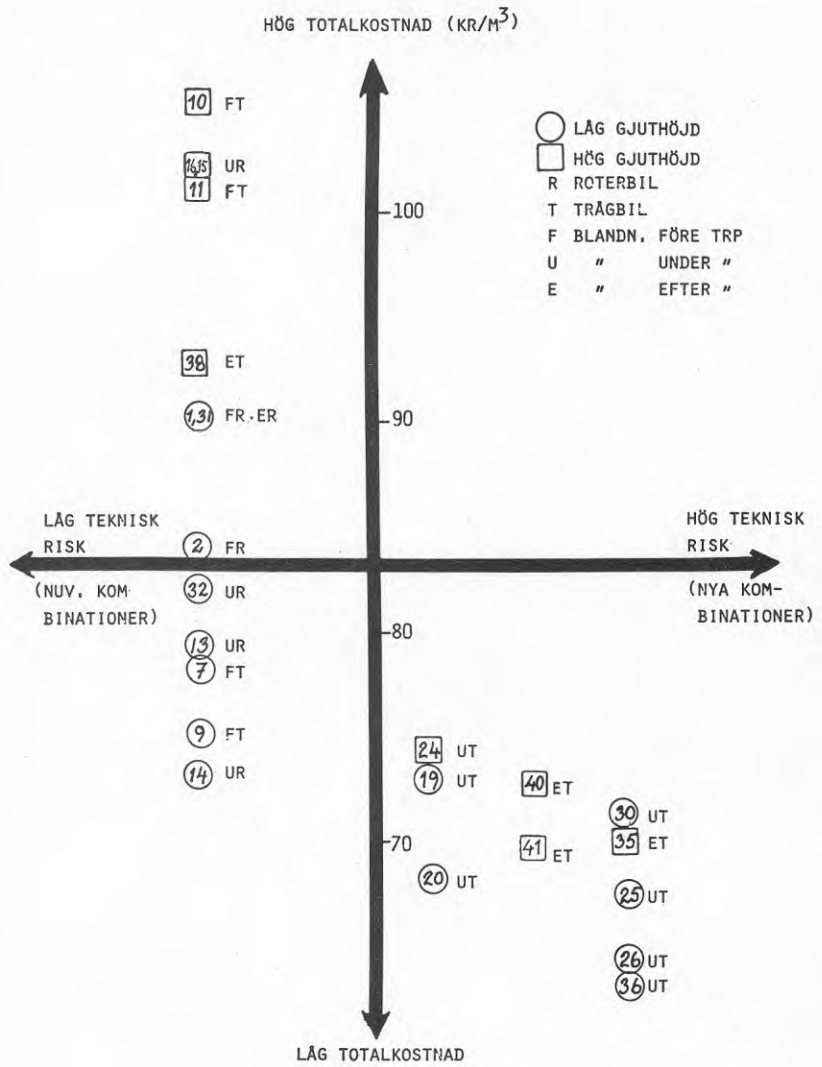 HÖG TOTALKOSTNAD (KR/M³)
10 FT
16,15 UR
11 FT
100
LÅG GJUTHÖJD
HÖG GJUTHÖJD
R ROTERBIL
T TRÅGBIL
F BLANDN. FÖRE TRP
U " UNDER "
E " EFTER "
38 ET
1,31 FR.ER
90
LÅG TEKNISK
RISK
(NUV. KOM
BINATIONER)
HÖG TEKNISK
RISK
(NYA KOM-
BINATIONER)
2 FR
32 UR
13 UR
7 FT
80
9 FT
14 UR
24 UT
19 UT
40 ET
30 UT
35 ET
70
41 ET
20 UT
25 UT
26 UT
36 UT
LÅG TOTALKOSTNAD